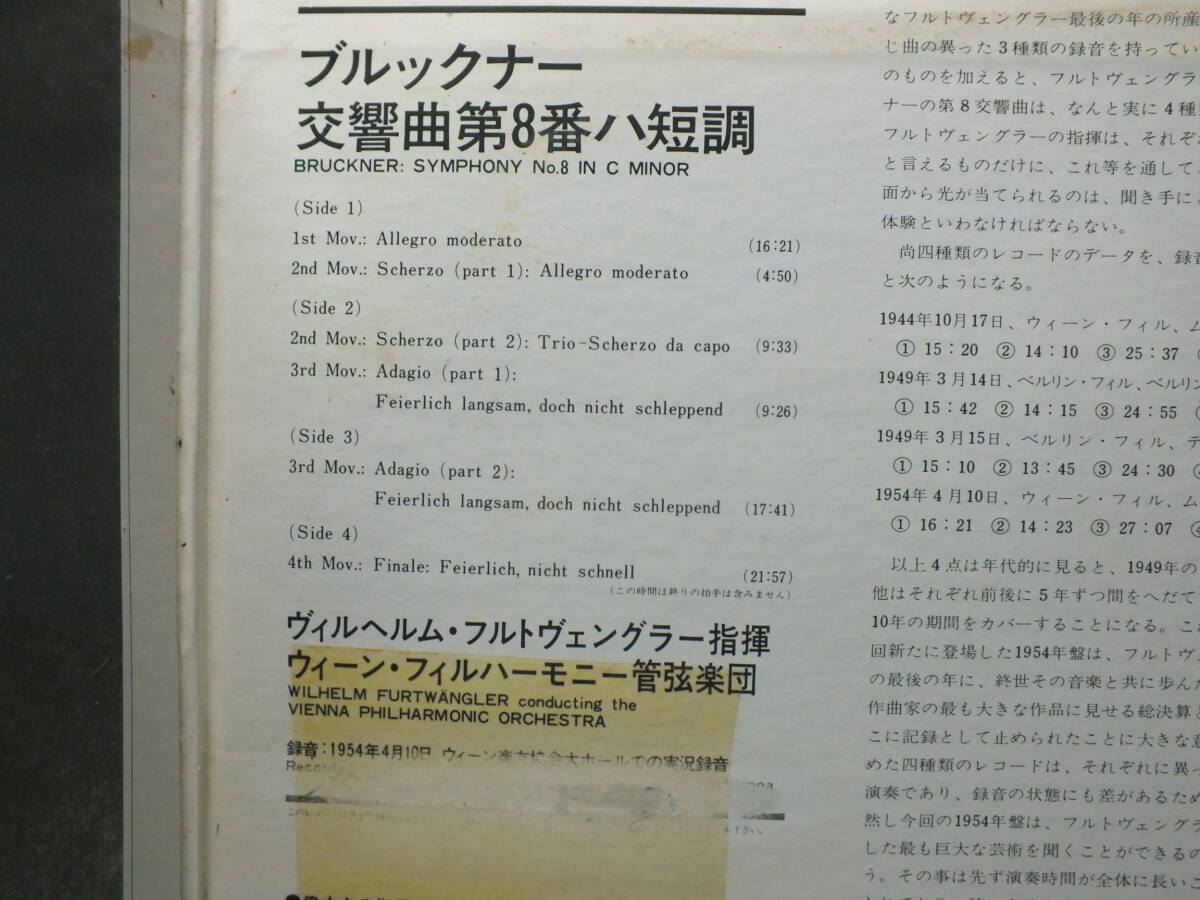 ブルックナー
交響曲第8番ハ短調
BRUCKNER: SYMPHONY No.8 IN C MINOR
(Side 1)
1st Mov.: Allegro moderato (16:21)
2nd Mov.: Scherzo (part 1): Allegro moderato (4:50)
(Side 2)
2nd Mov.: Scherzo (part 2): Trio-Scherzo da capo (9:33)
3rd Mov.: Adagio (part 1):
Feierlich langsam, doch nicht schleppend (9:26)
(Side 3)
3rd Mov.: Adagio (part 2):
Feierlich langsam, doch nicht schleppend (17:41)
(Side 4)
4th Mov.: Finale: Feierlich, nicht schnell (21:57)
(この時間は終りの拍手は含みません)
ヴィルヘルム・フルトヴェングラー指揮
ウィーン・フィルハーモニー管弦楽団
WILHELM FURTWÄNGLER conducting the
VIENNA PHILHARMONIC ORCHESTRA
録音：1954年4月10日、ウィーン楽友協会大ホールでの実況録音
なフルトヴェングラー最後の年の所産
じ曲の異った3種類の録音を持ってい
のものを加えると、フルトヴェングラ
ナーの第8交響曲は、なんと実に4種
フルトヴェングラーの指揮は、それぞれ
と言えるものだけに、これ等を通して
面から光が当てられるのは、聞き手に
体験といわなければならない。
尚四種類のレコードのデータを、録音
と次のようになる。
1944年10月17日、ウィーン・フィル、ム
① 15：20 ② 14：10 ③ 25：37
1949年3月14日、ベルリン・フィル、ベルリン
① 15：42 ② 14：15 ③ 24：55
1949年3月15日、ベルリン・フィル、テ
① 15：10 ② 13：45 ③ 24：30
1954年4月10日、ウィーン・フィル、ム
① 16：21 ② 14：23 ③ 27：07
以上4点は年代的に見ると、1949年の
他はそれぞれ前後に5年ずつ間をへだて
10年の期間をカバーすることになる。これ
回新たに登場した1954年盤は、フルトヴェ
の最後の年に、終世その音楽と共に歩んだ
作曲家の最も大きな作品に見せる総決算と
こに記録として止められたことに大きな意
めた四種類のレコードは、それぞれに異っ
演奏であり、録音の状態にも差があるため
然し今回の1954年盤は、フルトヴェングラ
した最も巨大な芸術を聞くことができるの
う。その事は先ず演奏時間が全体に長いこ